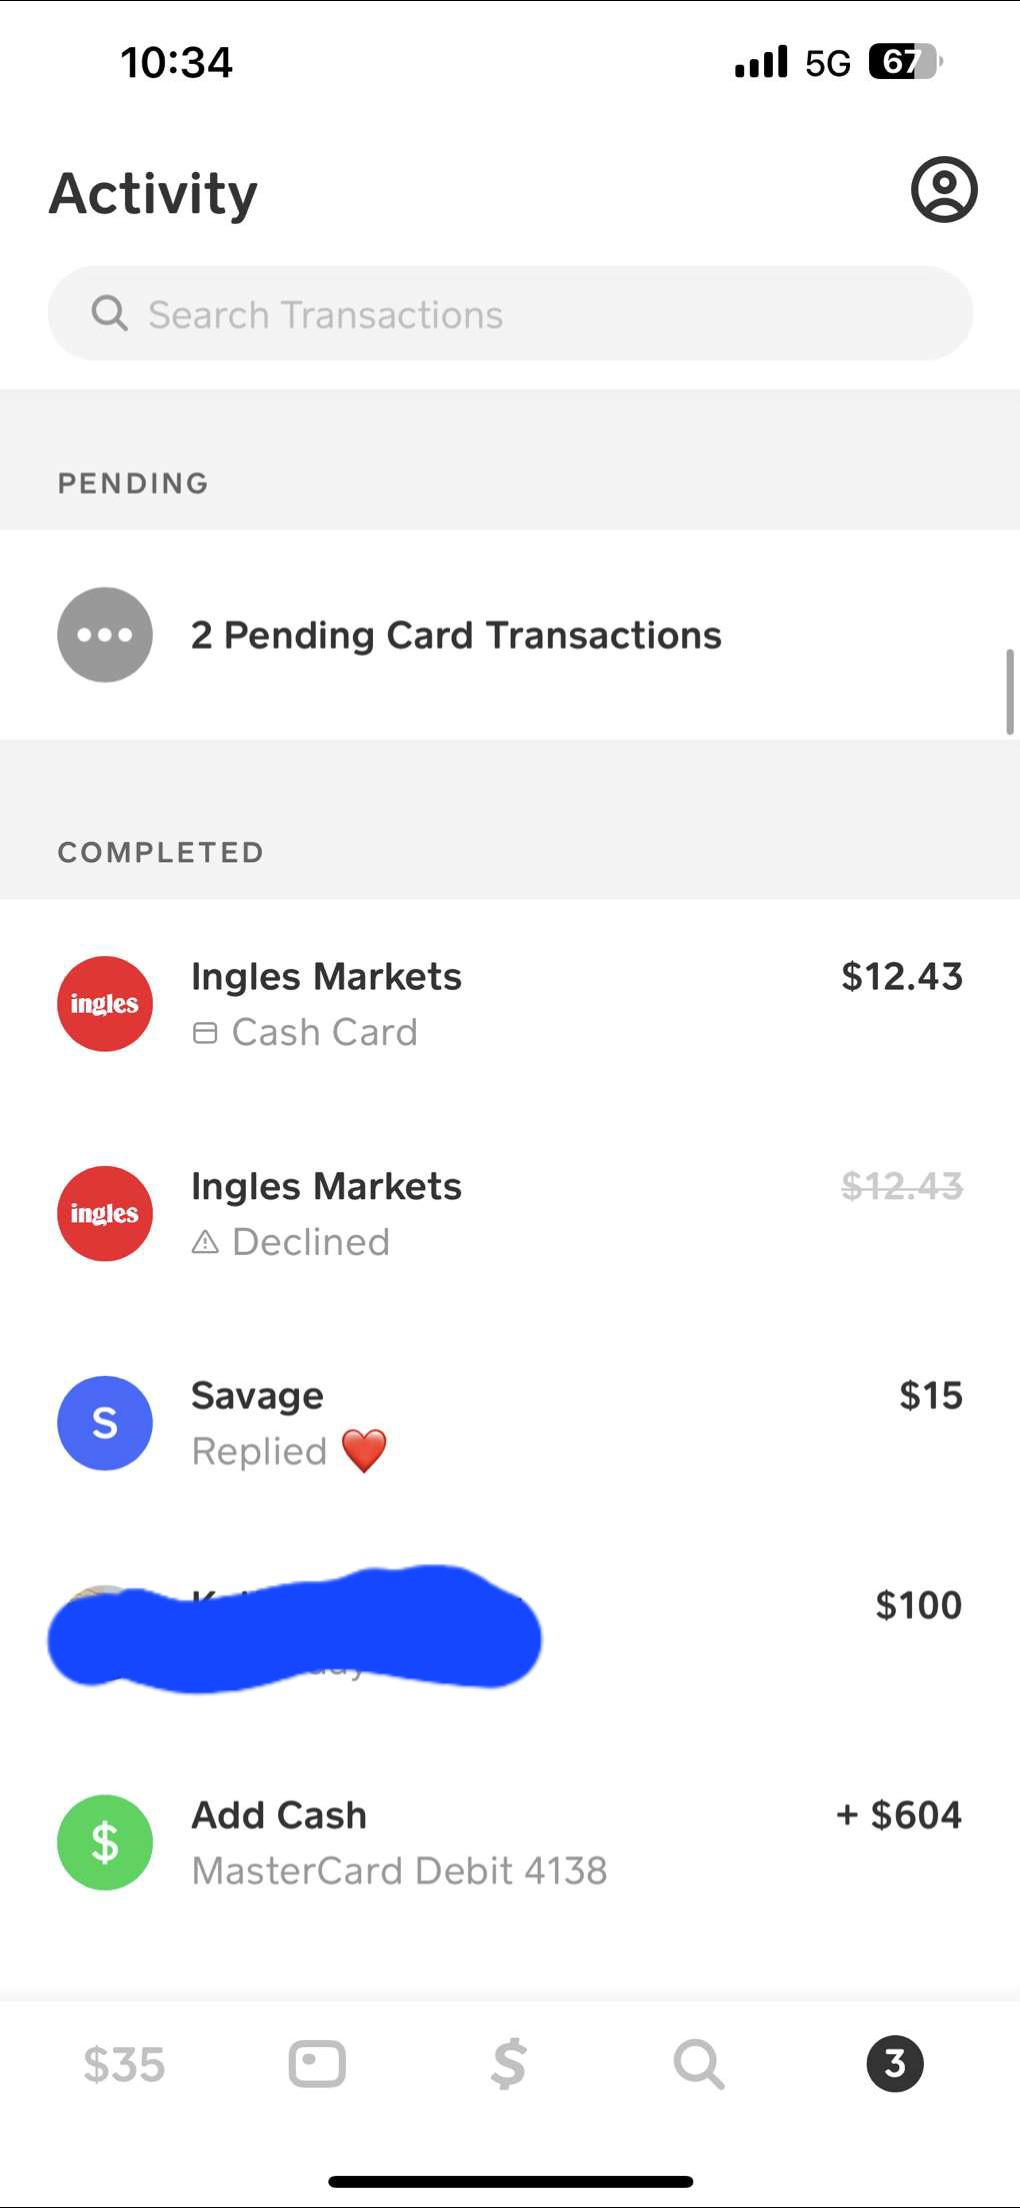 10:34
5G 67
Activity
Search Transactions
PENDING
2 Pending Card Transactions
COMPLETED
ingles
Ingles Markets $12.43
Cash Card
ingles
Ingles Markets $12.43
Declined
S
Savage $15
Replied ❤️
$100
$
Add Cash + $604
MasterCard Debit 4138
$35 $ 3